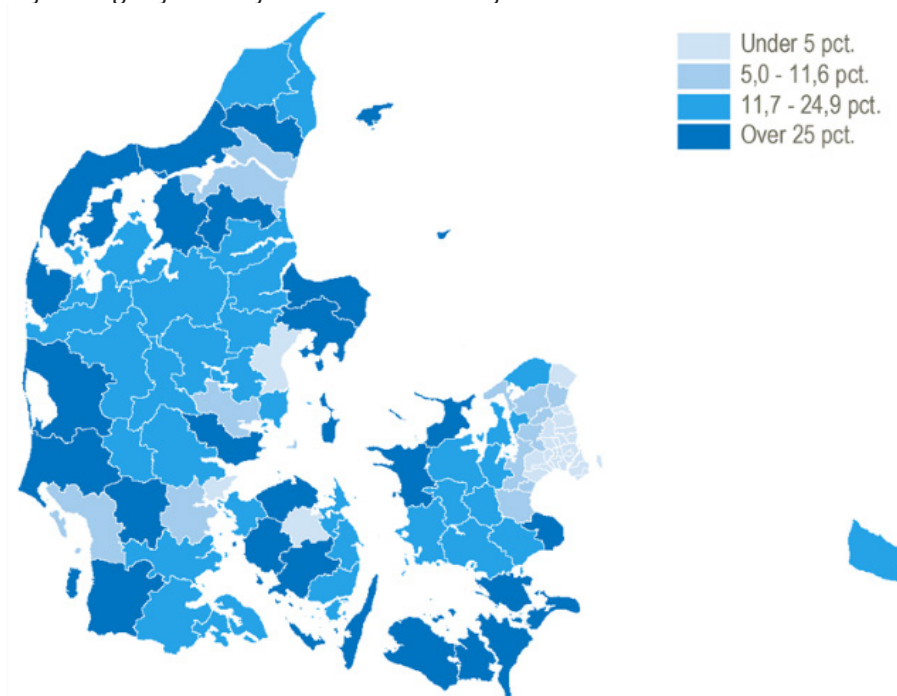 Under 5 pct.
5,0 - 11,6 pct.
11,7 - 24,9 pct.
Over 25 pct.